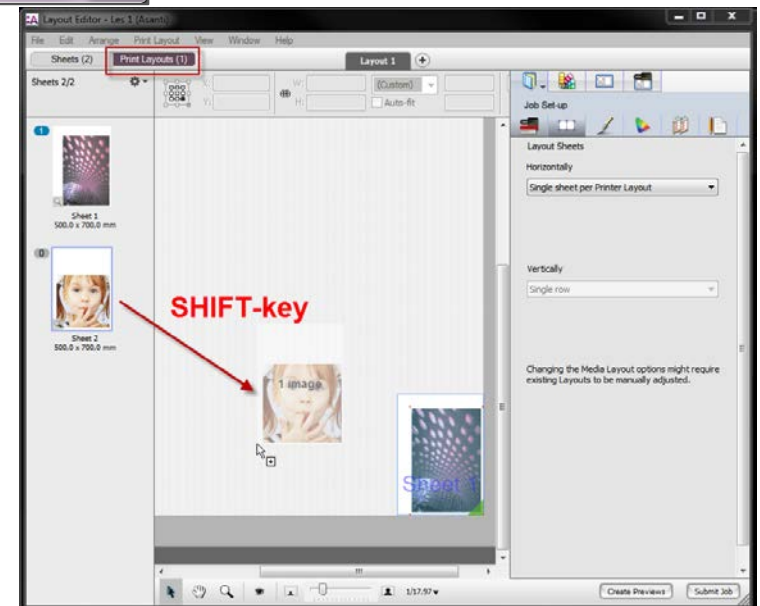 Layout Editor - Les 1 (Asanti)
File Edit Arrange Print Layout View Window Help
Sheets (2) Print Layouts (1) Layout 1
Sheets 2/2
Y: W: H:
(Custom)
Auto-fit
Job Set-up
Layout Sheets
Horizontally
Single sheet per Printer Layout
Vertically
Single row
Changing the Media Layout options might require
existing Layouts to be manually adjusted.
1
Sheet 1
500.0 x 700.0 mm
0
Sheet 2
500.0 x 700.0 mm
SHIFT-key
1 image
Sheet 1
1/17.97
Create Previews Submit Job